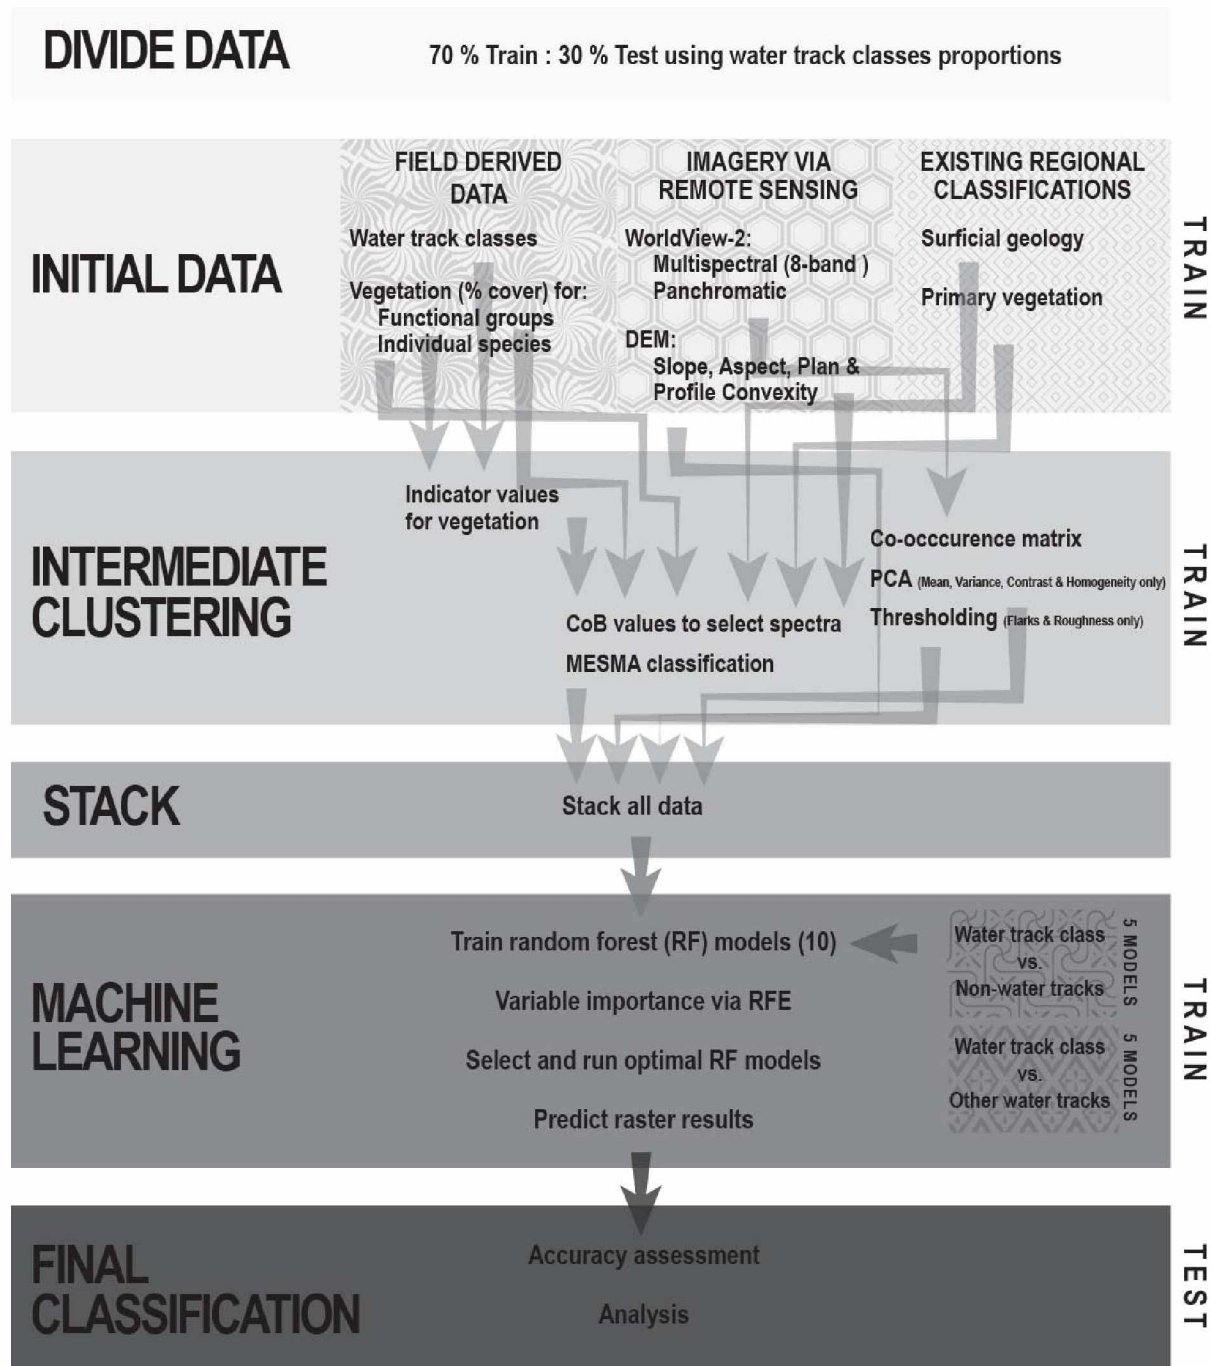 DIVIDE DATA
70 % Train : 30 % Test using water track classes proportions
INITIAL DATA
FIELD DERIVED
DATA
Water track classes
Vegetation (% cover) for:
Functional groups
Individual species
IMAGERY VIA
REMOTE SENSING
WorldView-2:
Multispectral (8-band )
Panchromatic
DEM:
Slope, Aspect, Plan &
Profile Convexity
EXISTING REGIONAL
CLASSIFICATIONS
Surficial geology
Primary vegetation
TRAIN
INTERMEDIATE
CLUSTERING
Indicator values
for vegetation
CoB values to select spectra
MESMA classification
Co-occcurence matrix
PCA (Mean, Variance, Contrast & Homogeneity only)
Thresholding (Flarks & Roughness only)
TRAIN
STACK
Stack all data
MACHINE
LEARNING
Train random forest (RF) models (10)
Variable importance via RFE
Select and run optimal RF models
Predict raster results
Water track class
vs.
Non-water tracks
5 MODELS
Water track class
vs.
Other water tracks
5 MODELS
TRAIN
FINAL
CLASSIFICATION
Accuracy assessment
Analysis
TEST